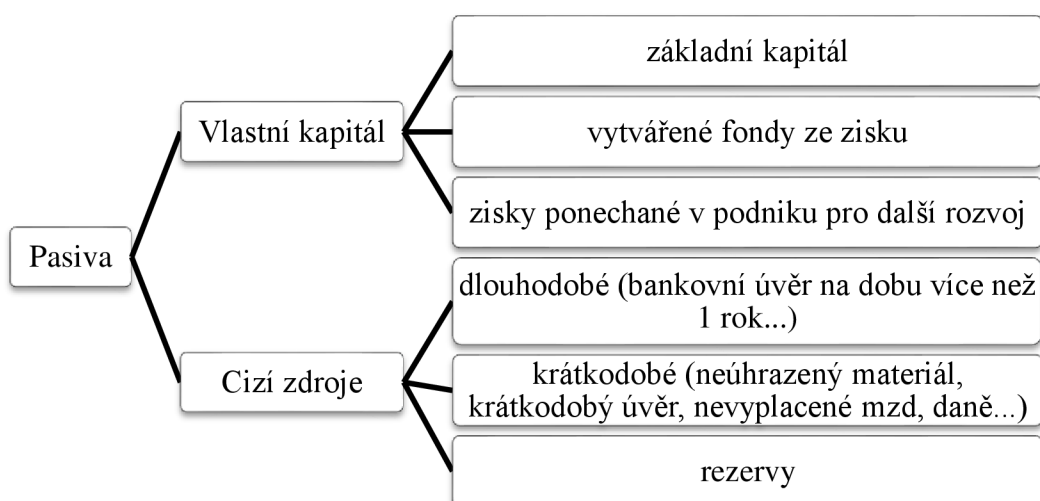 Pasiva
Vlastní kapitál
základní kapitál
vytvářené fondy ze zisku
zisky ponechané v podniku pro další rozvoj
Cizí zdroje
dlouhodobé (bankovní úvěr na dobu více než
1 rok...)
krátkodobé (neúhrazený materiál,
krátkodobý úvěr, nevyplacené mzd, daně...)
rezervy